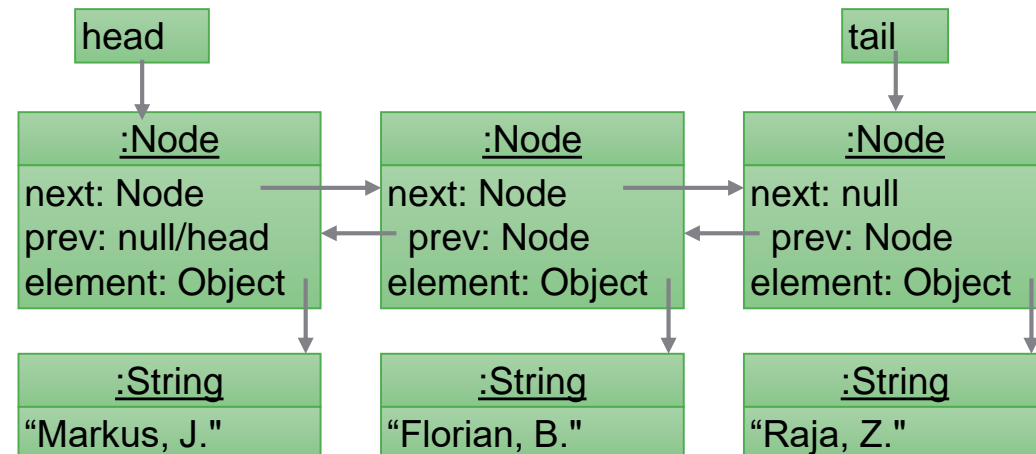 head
tail
:Node
next: Node
prev: null/head
element: Object
:Node
next: Node
prev: Node
element: Object
:Node
next: null
prev: Node
element: Object
:String
“Markus, J."
:String
“Florian, B."
:String
“Raja, Z."